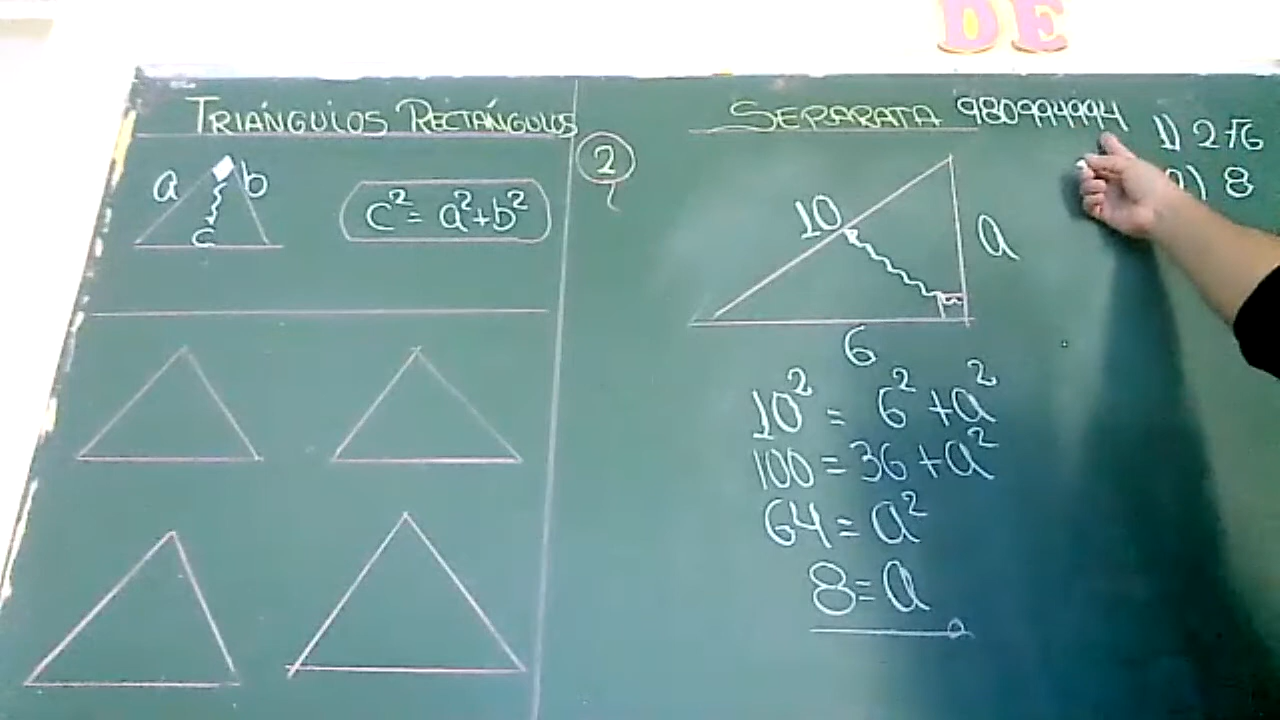 DE
TRIÁNGULOS RECTÁNGULOS
a
b
c
c² = a² + b²
2
SEPARATA 980994994
10
a
6
10² = 6² + a²
100 = 36 + a²
64 = a²
8 = a
1) 2√6
8